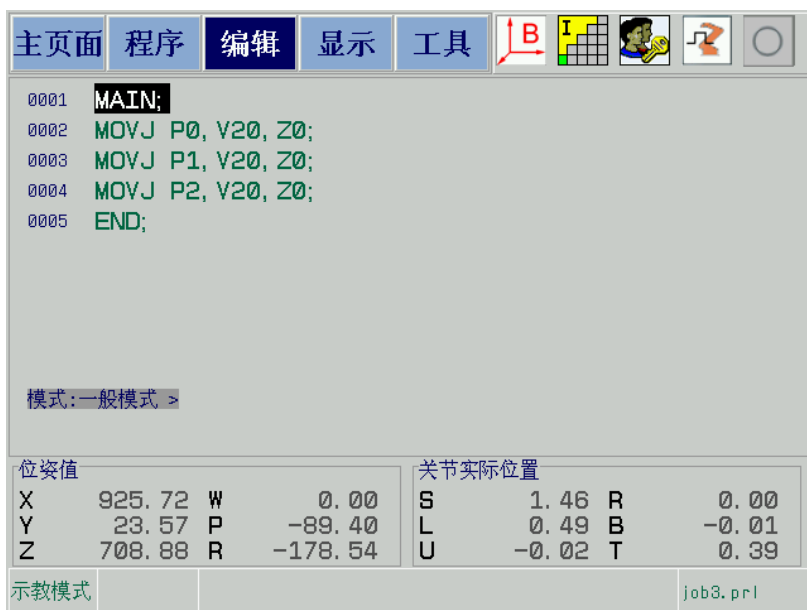 主页面 程序 编辑 显示 工具 B I
0001 MAIN;
0002 MOVJ P0, V20, Z0;
0003 MOVJ P1, V20, Z0;
0004 MOVJ P2, V20, Z0;
0005 END;
模式:一般模式 >
位姿值 关节实际位置
X 925.72 W 0.00 S 1.46 R 0.00
Y 23.57 P -89.40 L 0.49 B -0.01
Z 708.88 R -178.54 U -0.02 T 0.39
示教模式 job3.prl